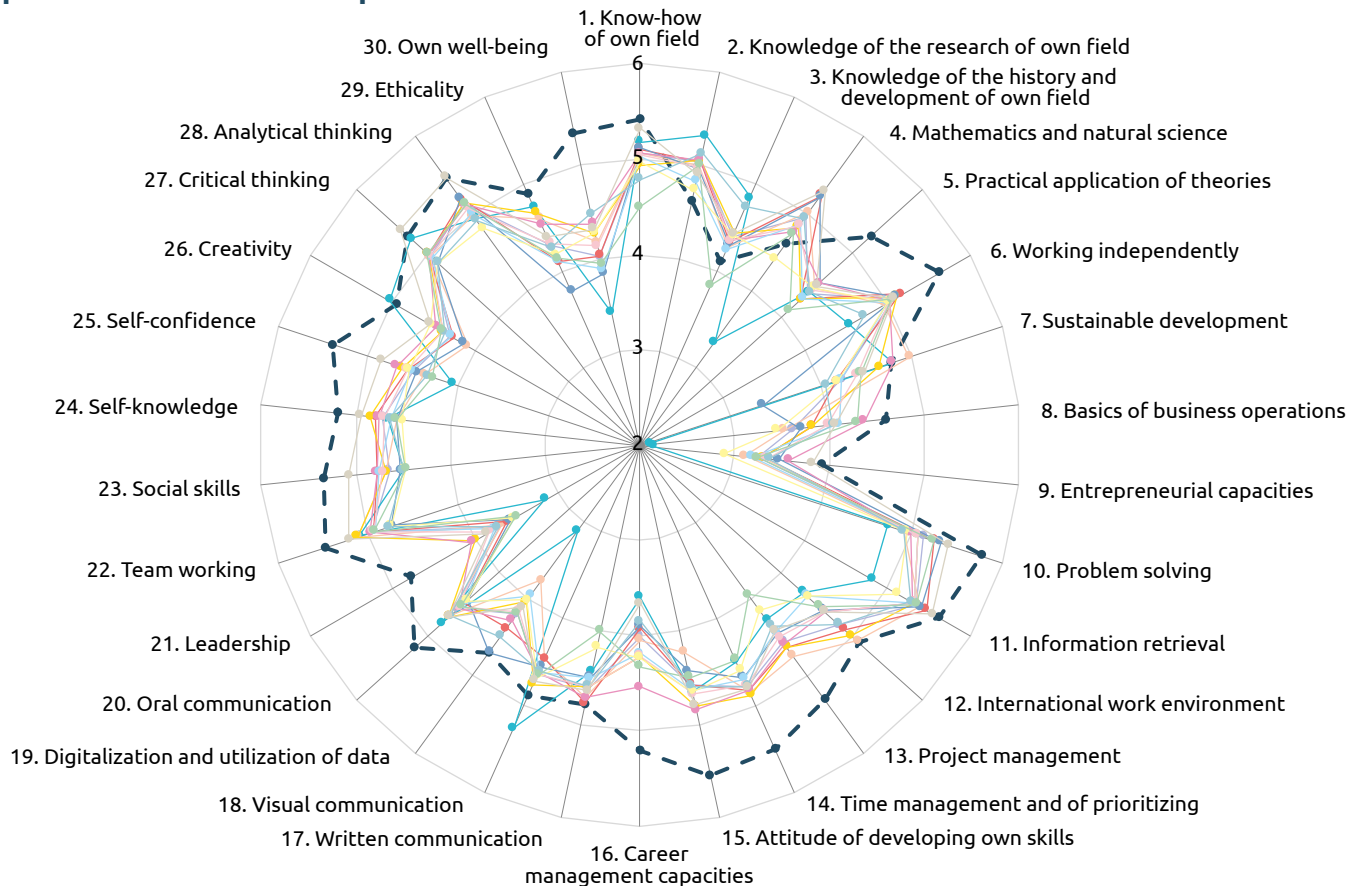 1. Know-how
of own field
2. Knowledge of the research of own field
3. Knowledge of the history and
development of own field
4. Mathematics and natural science
5. Practical application of theories
6. Working independently
7. Sustainable development
8. Basics of business operations
9. Entrepreneurial capacities
10. Problem solving
11. Information retrieval
12. International work environment
13. Project management
14. Time management and of prioritizing
15. Attitude of developing own skills
16. Career
management capacities
17. Written communication
18. Visual communication
19. Digitalization and utilization of data
20. Oral communication
21. Leadership
22. Team working
23. Social skills
24. Self-knowledge
25. Self-confidence
26. Creativity
27. Critical thinking
28. Analytical thinking
29. Ethicality
30. Own well-being
6
5
4
3
2